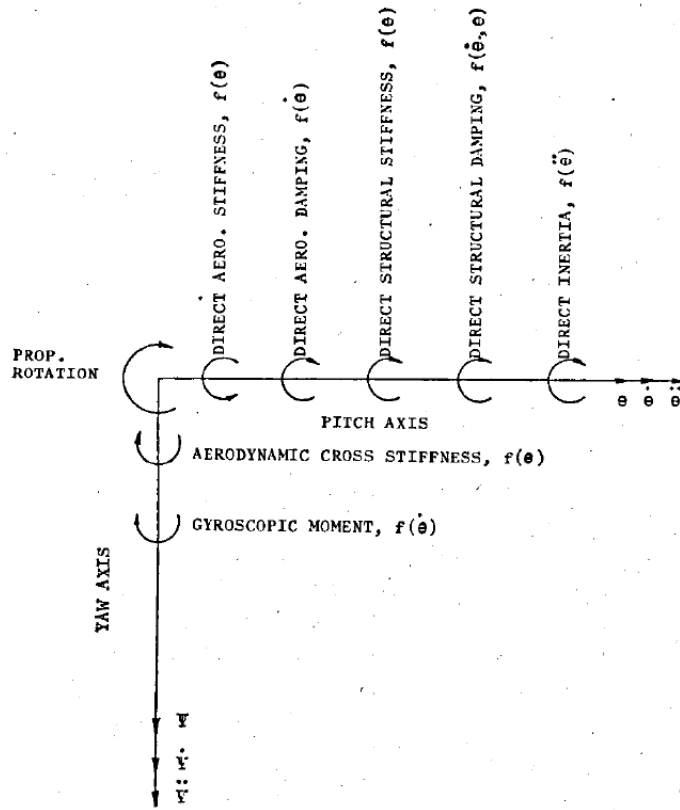 DIRECT AERO. STIFFNESS, f(θ)
DIRECT AERO. DAMPING, f(θ̇)
DIRECT STRUCTURAL STIFFNESS, f(θ)
DIRECT STRUCTURAL DAMPING, f(θ̇, θ)
DIRECT INERTIA, f(θ̈)
PROP.
ROTATION
PITCH AXIS
θ θ̇ θ̈
AERODYNAMIC CROSS STIFFNESS, f(θ)
GYROSCOPIC MOMENT, f(θ̇)
YAW AXIS
Ψ
Ψ̇
Ψ̈